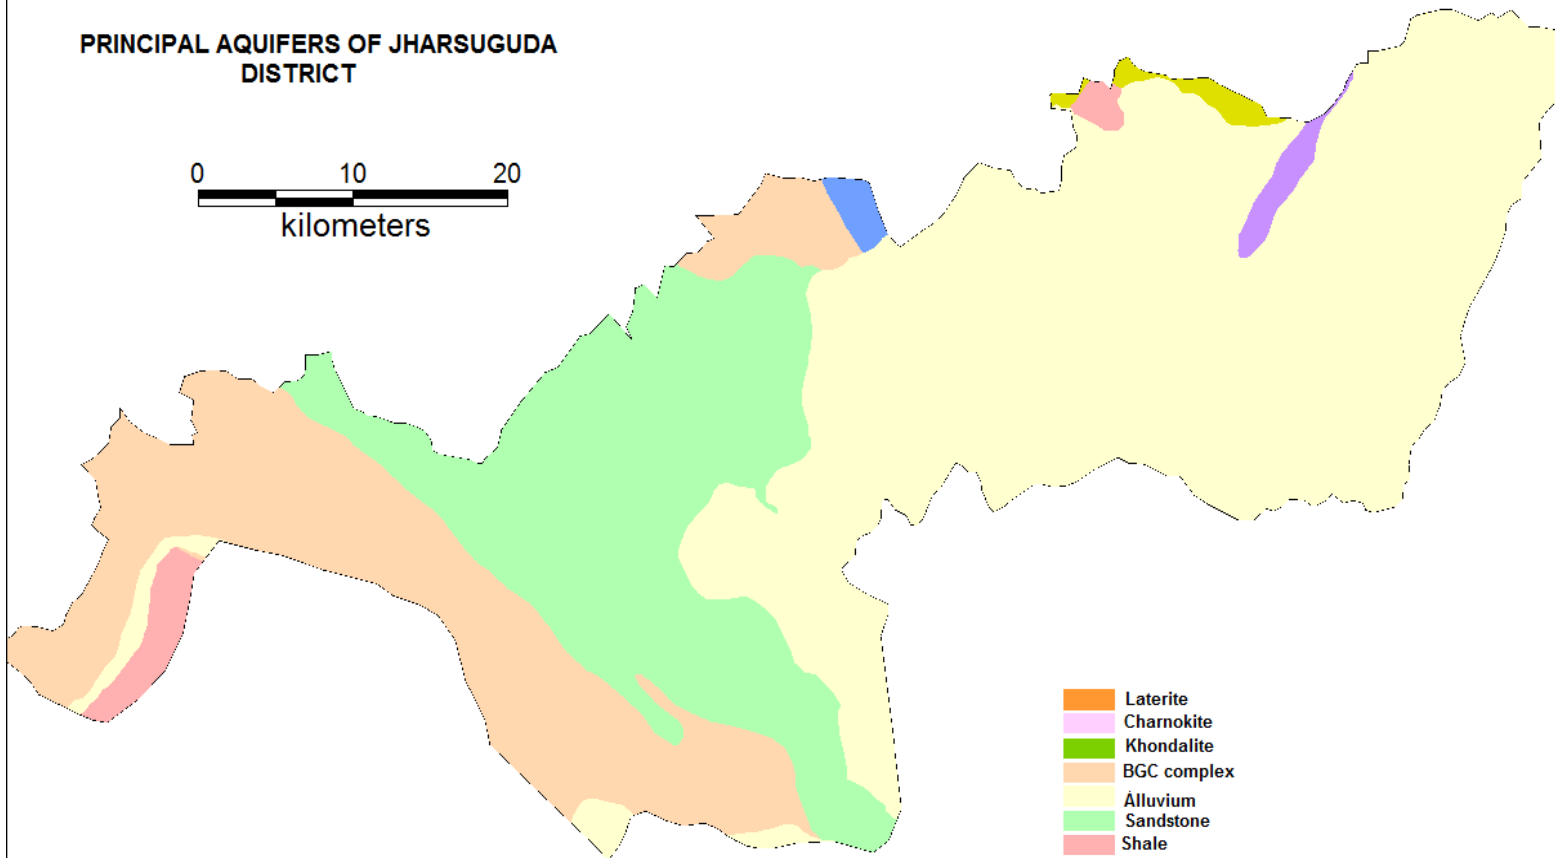 PRINCIPAL AQUIFERS OF JHARSUGUDA
DISTRICT
0 10 20
kilometers
Laterite
Charnokite
Khondalite
BGC complex
Alluvium
Sandstone
Shale